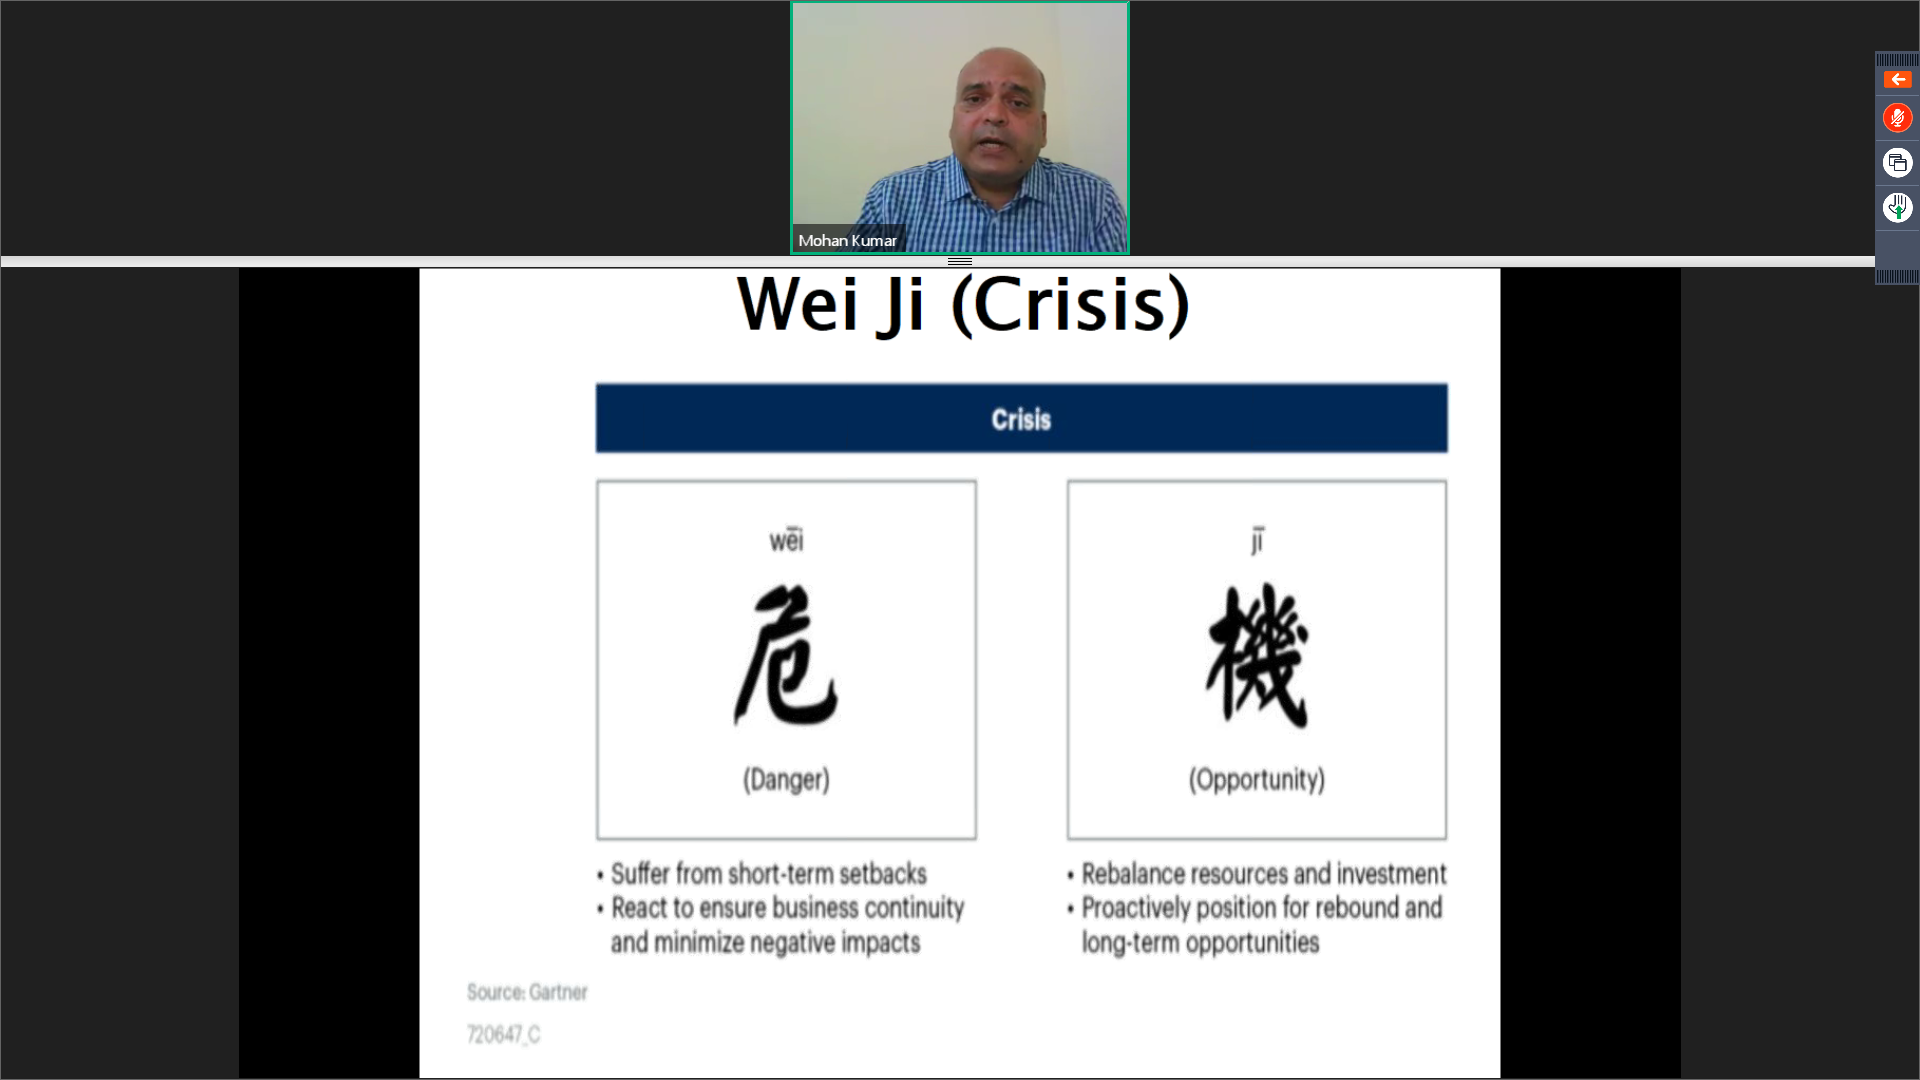 Mohan Kumar
Wei Ji (Crisis)
Crisis
wēi
危
(Danger)
• Suffer from short-term setbacks
• React to ensure business continuity
and minimize negative impacts
jī
機
(Opportunity)
• Rebalance resources and investment
• Proactively position for rebound and
long-term opportunities
Source: Gartner
720647_C